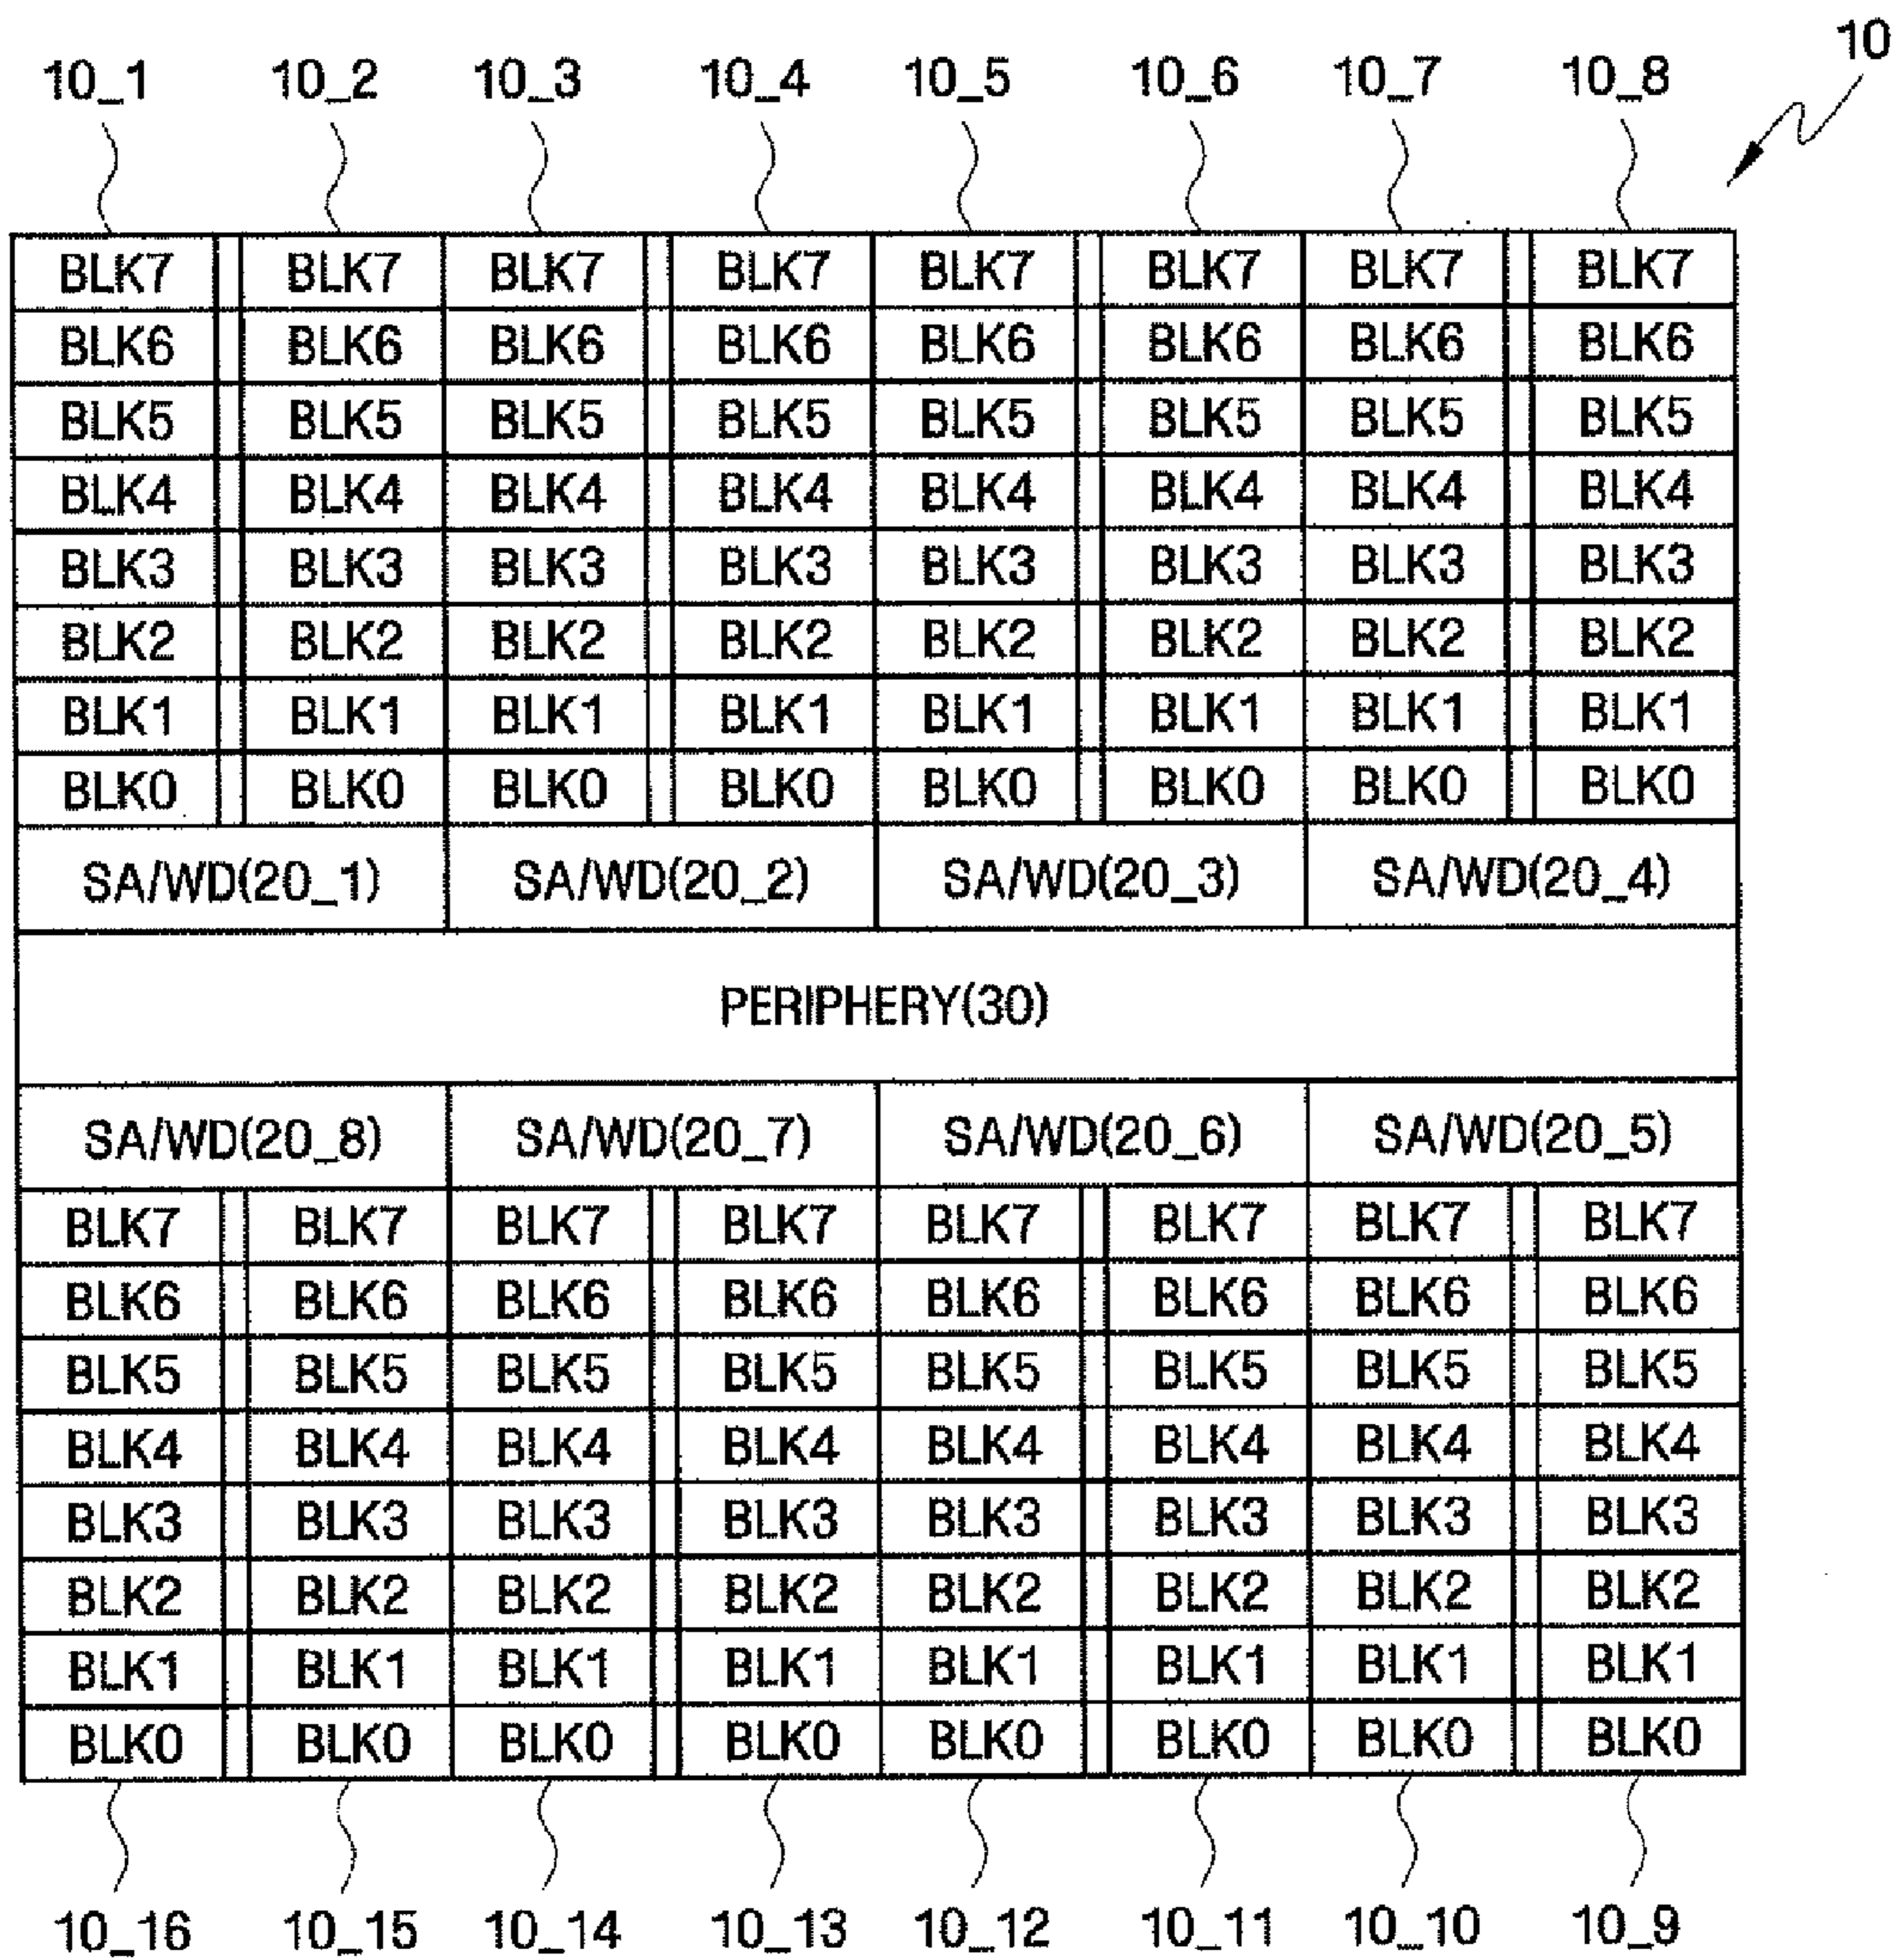 10
10_1 10_2 10_3 10_4 10_5 10_6 10_7 10_8
BLK7 BLK7 BLK7 BLK7 BLK7 BLK7 BLK7 BLK7
BLK6 BLK6 BLK6 BLK6 BLK6 BLK6 BLK6 BLK6
BLK5 BLK5 BLK5 BLK5 BLK5 BLK5 BLK5 BLK5
BLK4 BLK4 BLK4 BLK4 BLK4 BLK4 BLK4 BLK4
BLK3 BLK3 BLK3 BLK3 BLK3 BLK3 BLK3 BLK3
BLK2 BLK2 BLK2 BLK2 BLK2 BLK2 BLK2 BLK2
BLK1 BLK1 BLK1 BLK1 BLK1 BLK1 BLK1 BLK1
BLK0 BLK0 BLK0 BLK0 BLK0 BLK0 BLK0 BLK0
SA/WD(20_1) SA/WD(20_2) SA/WD(20_3) SA/WD(20_4)
PERIPHERY(30)
SA/WD(20_8) SA/WD(20_7) SA/WD(20_6) SA/WD(20_5)
BLK7 BLK7 BLK7 BLK7 BLK7 BLK7 BLK7 BLK7
BLK6 BLK6 BLK6 BLK6 BLK6 BLK6 BLK6 BLK6
BLK5 BLK5 BLK5 BLK5 BLK5 BLK5 BLK5 BLK5
BLK4 BLK4 BLK4 BLK4 BLK4 BLK4 BLK4 BLK4
BLK3 BLK3 BLK3 BLK3 BLK3 BLK3 BLK3 BLK3
BLK2 BLK2 BLK2 BLK2 BLK2 BLK2 BLK2 BLK2
BLK1 BLK1 BLK1 BLK1 BLK1 BLK1 BLK1 BLK1
BLK0 BLK0 BLK0 BLK0 BLK0 BLK0 BLK0 BLK0
10_16 10_15 10_14 10_13 10_12 10_11 10_10 10_9